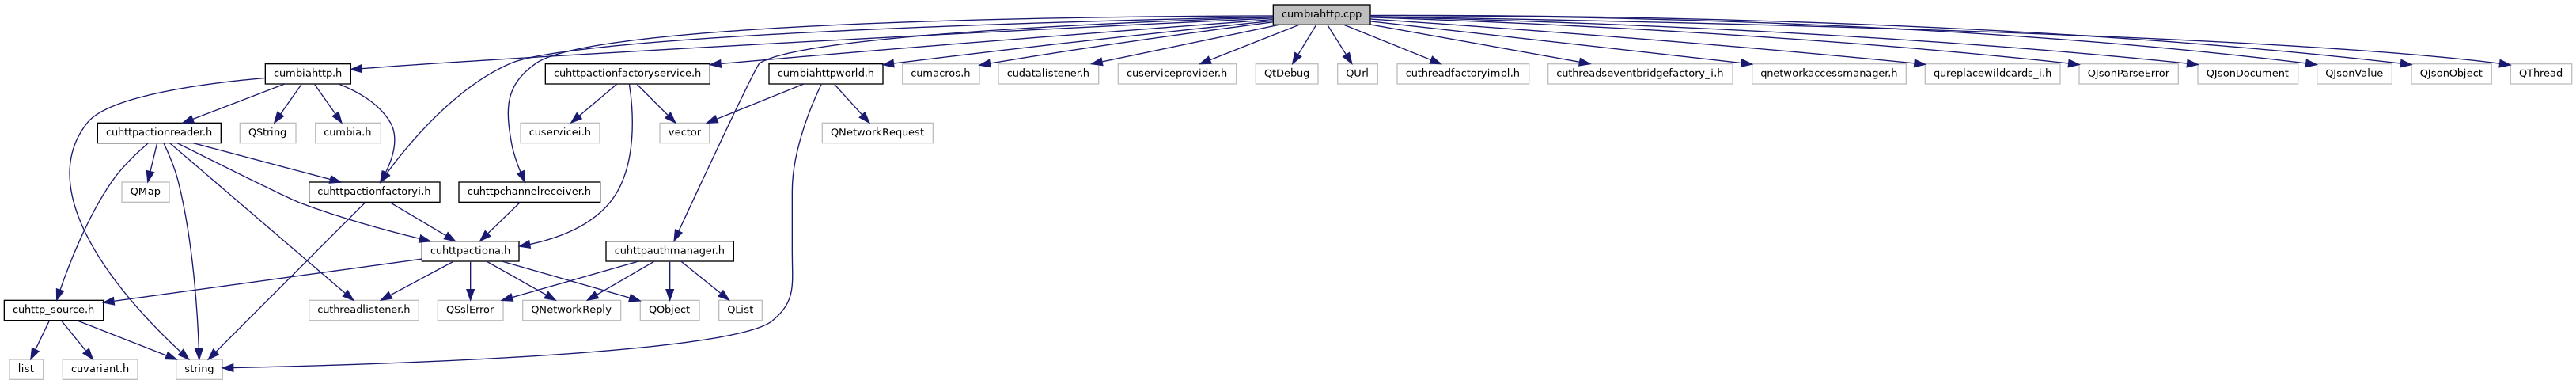 cumbiahttp.cpp
cumbiahttp.h
cuhttpactionfactoryservice.h
cumbiahttpworld.h
cumacros.h
cudatalistener.h
cuserviceprovider.h
QtDebug
QUrl
cuthreadfactoryimpl.h
cuthreadseventbridgefactory_i.h
qnetworkaccessmanager.h
qureplacewildcards_i.h
QJsonParseError
QJsonDocument
QJsonValue
QJsonObject
QThread
cuhttpactionreader.h
QString
cumbia.h
cuservicei.h
vector
QNetworkRequest
QMap
cuhttpactionfactoryi.h
cuhttpchannelreceiver.h
cuhttpactiona.h
cuhttpauthmanager.h
cuhttp_source.h
cuthreadlistener.h
QSslError
QNetworkReply
QObject
QList
list
cuvariant.h
string